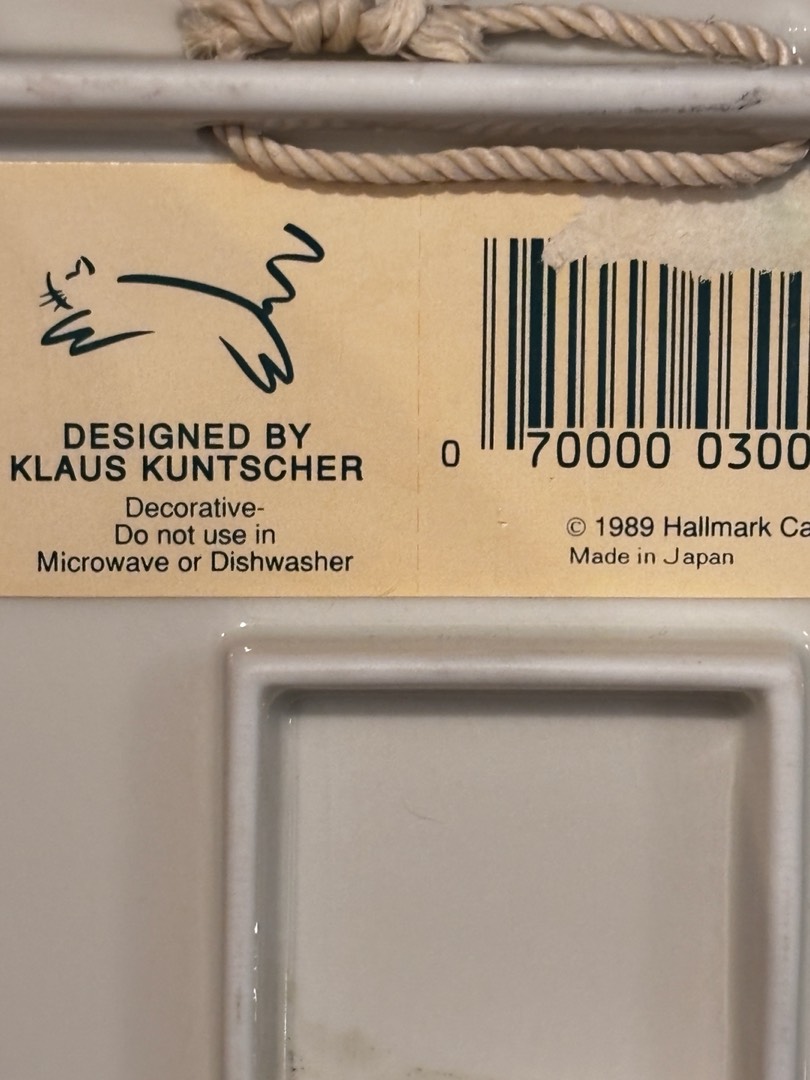 DESIGNED BY
KLAUS KUNTSCHER
Decorative-
Do not use in
Microwave or Dishwasher
0 70000 0300
© 1989 Hallmark Ca
Made in Japan